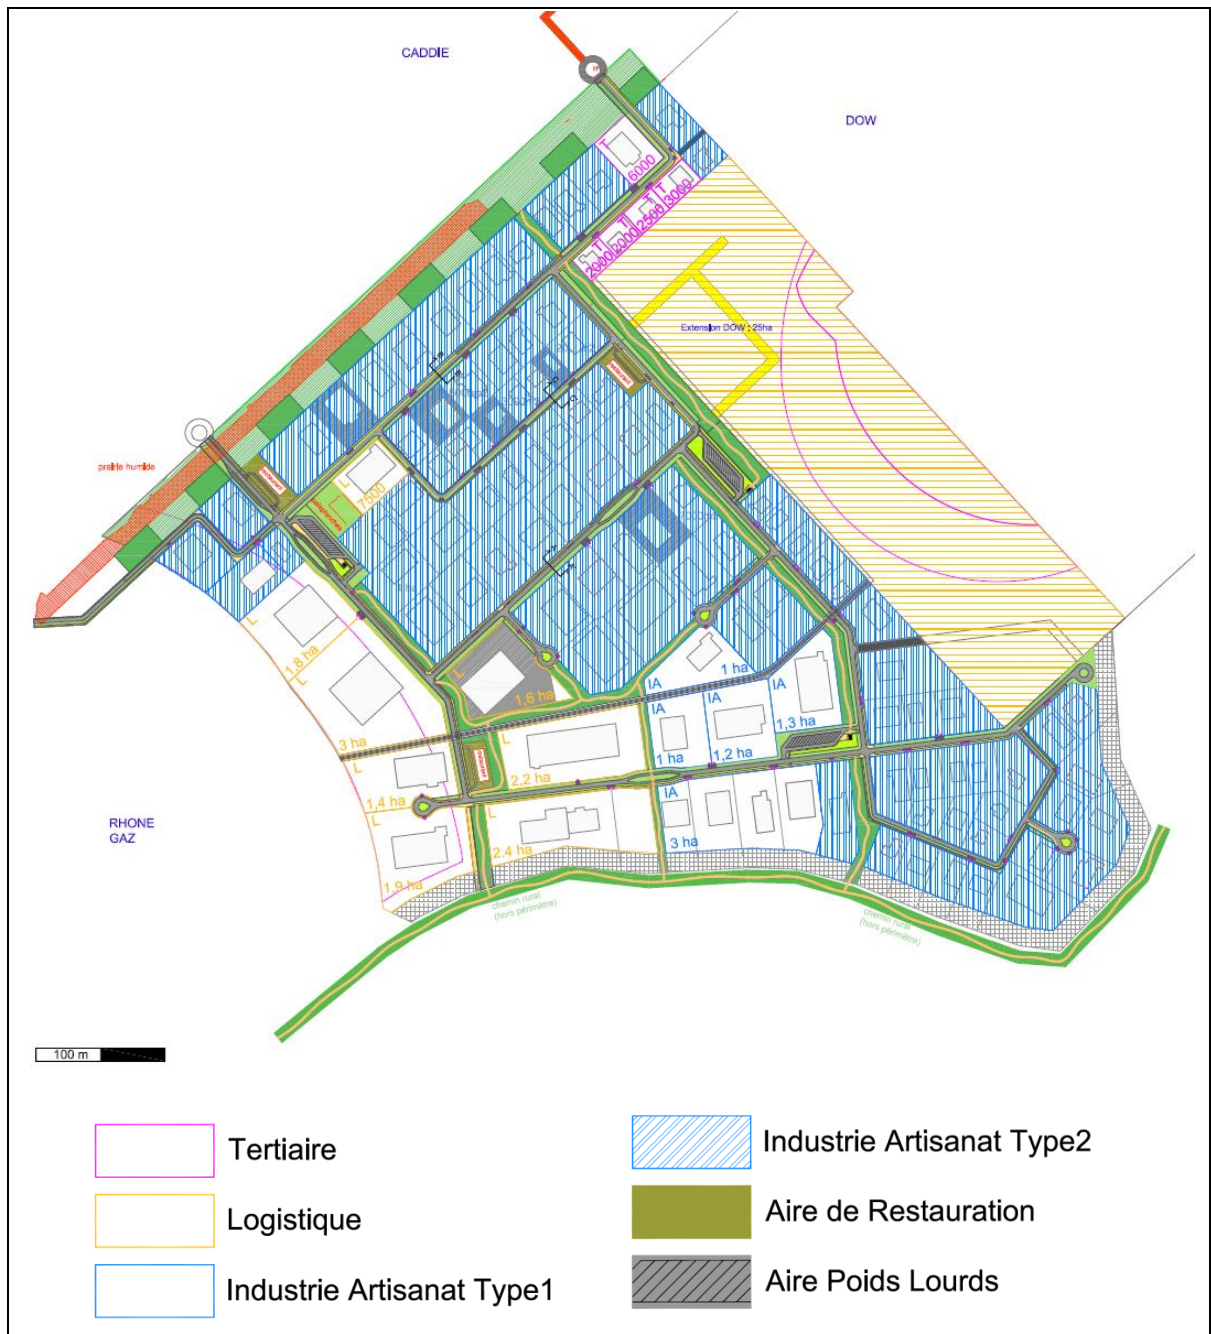 CADDIE
DOW
T
6000
T
3000
T
2500
T
2000
T
2000
Extension DOW : 25ha
restaurant
prairie humide
restaurant
L
7500
L
1,8 ha
L
3 ha
L
1,6 ha
IA
1 ha
IA
IA
1 ha
1,2 ha
IA
1,3 ha
L
1,4 ha
restaurant
L
2,2 ha
L
1,9 ha
L
2.4 ha
IA
3 ha
RHONE
GAZ
chemin rural
(hors périmètre)
chemin rural
(hors périmètre)
100 m
Tertiaire
Logistique
Industrie Artisanat Type1
Industrie Artisanat Type2
Aire de Restauration
Aire Poids Lourds